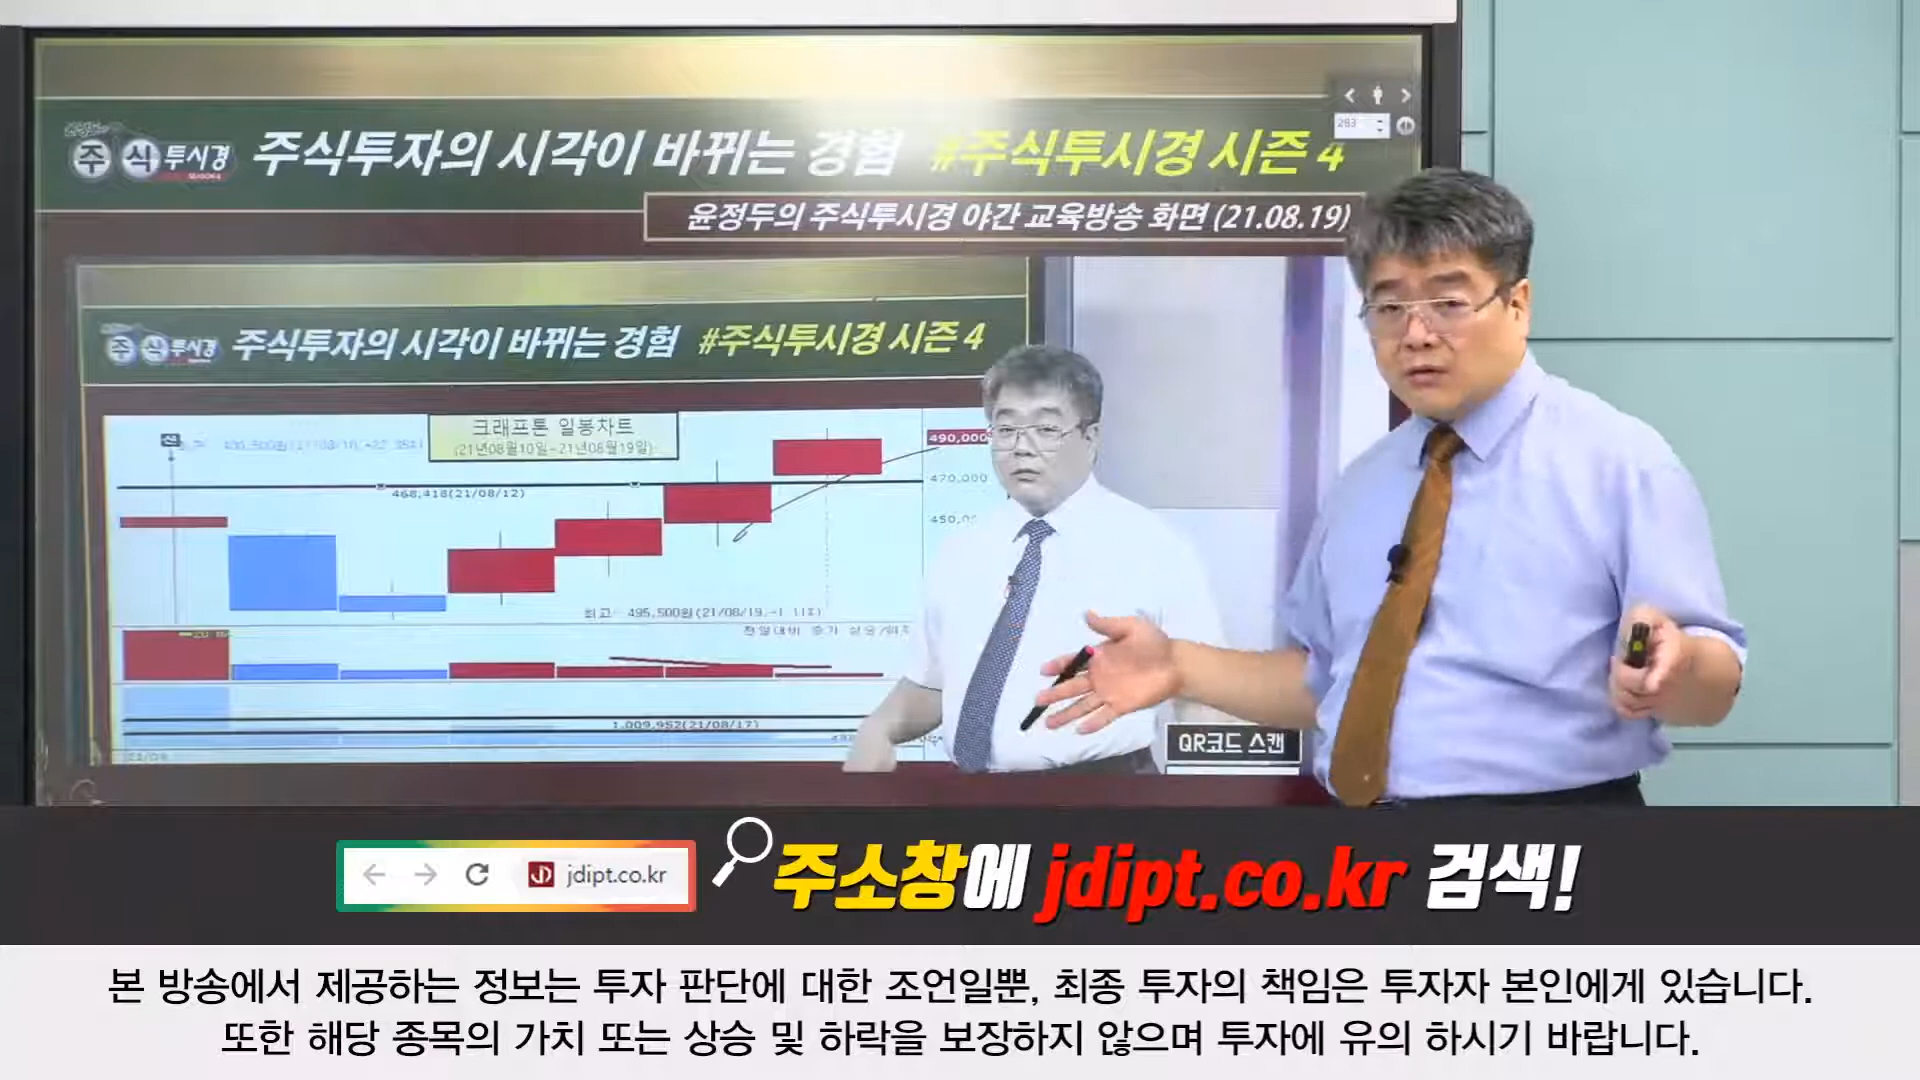 주식투시경 주식투자의 시각이 바뀌는 경험 #주식투시경 시즌 4
283
윤정두의 주식투시경 야간 교육방송 화면 (21.08.19)
주식투시경 주식투자의 시각이 바뀌는 경험 #주식투시경 시즌 4
크래프톤 일봉차트
(21년08월10일~21년08월19일)
신
490,000
470,000
468,418(21/08/12)
최고
495,500원(21/08/19,
전일대비
1,009,952(21/08/17)
QR코드 스캔
jdipt.co.kr
주소창에 jdipt.co.kr 검색!
본 방송에서 제공하는 정보는 투자 판단에 대한 조언일뿐, 최종 투자의 책임은 투자자 본인에게 있습니다.
또한 해당 종목의 가치 또는 상승 및 하락을 보장하지 않으며 투자에 유의 하시기 바랍니다.